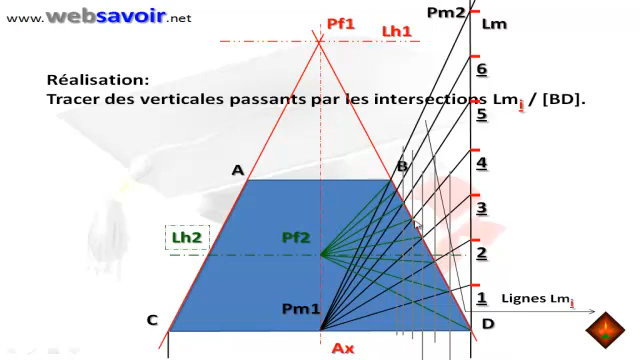 www.websavoir.net
Pf1
Pm2
Lm
Lh1
Réalisation:
Tracer des verticales passants par les intersections Lmi / [BD].
6
5
A
B
4
3
Lh2
Pf2
2
Pm1
1
Lignes Lmi
C
D
Ax